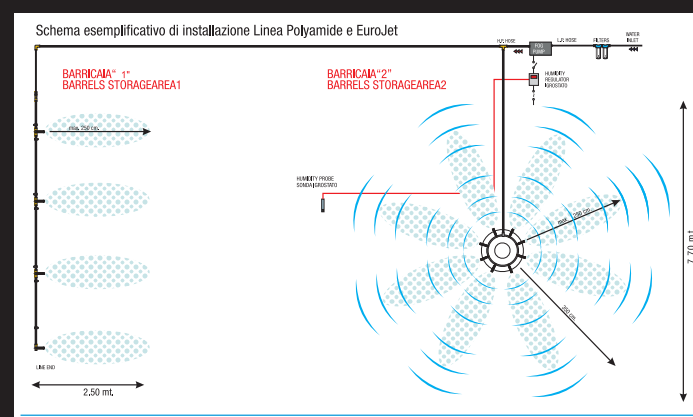 Schema esemplificativo di installazione Linea Polyamide e EuroJet
H.P. HOSE
FOG
PUMP
L.P. HOSE
FILTERS
WATER
INLET
BARRICAIA" 1"
BARRELS STORAGEAREA1
BARRICAIA"2"
BARRELS STORAGEAREA2
HUMIDITY
REGULATOR
IGROSTATO
max. 250 cm.
HUMIDITY PROBE
SONDA IGROSTATO
7.70 mt.
LINE END
2.50 mt.